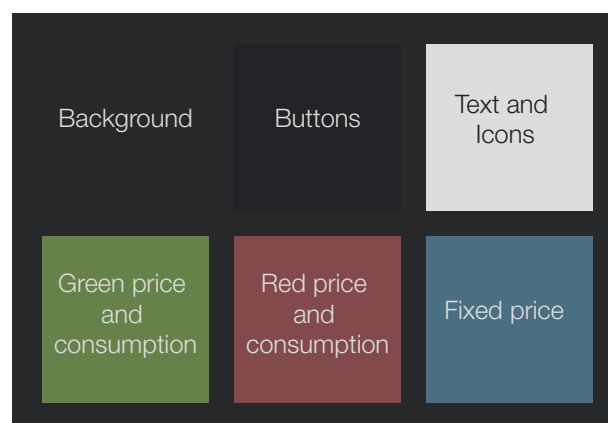 Background
Buttons
Text and
Icons
Green price
and
consumption
Red price
and
consumption
Fixed price